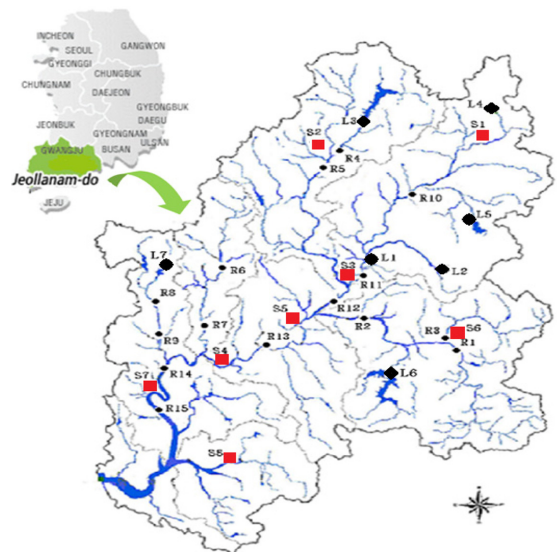 INCHEON
SEOUL
GANGWON
GYEONGGI
CHUNGBUK
CHUNGNAM
DAEJEON
GYEONGBUK
JEONBUK
DAEGU
GYEONGNAM
ULSAN
GWANGJU
BUSAN
Jeollanam-do
JEJU
L4
L3
S1
S2
R4
R5
R10
L5
L7
R6
L1
S3
R11
L2
R8
R12
S5
R2
R7
S6
R3
R1
R9
R13
S4
R14
S7
L6
R15
S8